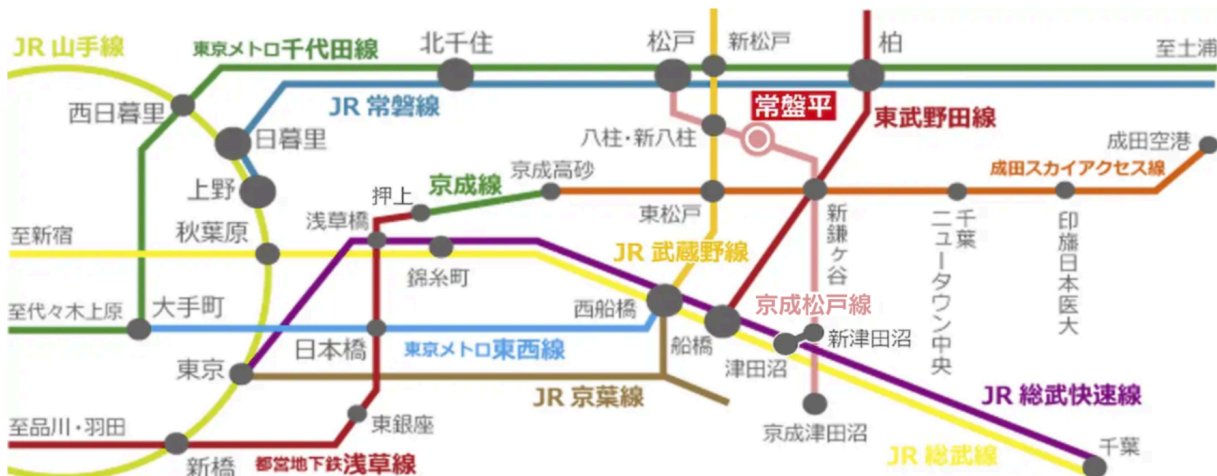 JR 山手線
東京メトロ千代田線
北千住
松戸
新松戸
柏
至土浦
西日暮里
JR 常磐線
常盤平
東武野田線
日暮里
八柱・新八柱
成田空港
京成高砂
成田スカイアクセス線
上野
押上
京成線
浅草橋
東松戸
新鎌ヶ谷
千葉
ニュータウン中央
印旛日本医大
至新宿
秋葉原
錦糸町
JR 武蔵野線
至代々木上原
大手町
西船橋
京成松戸線
日本橋
東京メトロ東西線
船橋
津田沼
新津田沼
東京
JR 京葉線
JR 総武快速線
至品川・羽田
東銀座
京成津田沼
新橋
都営地下鉄浅草線
JR 総武線
千葉